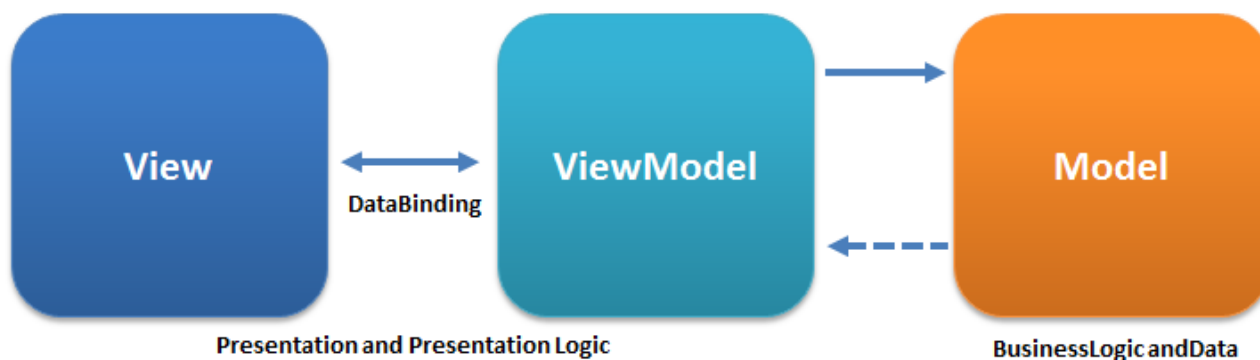 View
ViewModel
Model
DataBinding
Presentation and Presentation Logic
BusinessLogic andData